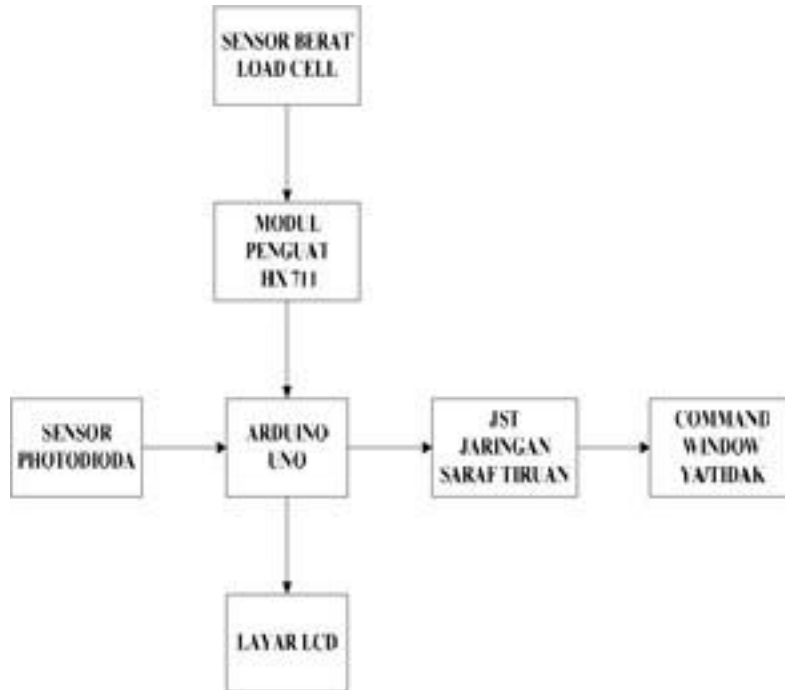 SENSOR BERAT
LOAD CELL
MODUL
PENGUAT
HX 711
SENSOR
PHOTODIODA
ARDUINO
UNO
JST
JARINGAN
SARAF TIRUAN
COMMAND
WINDOW
YA/TIDAK
LAYAR LCD